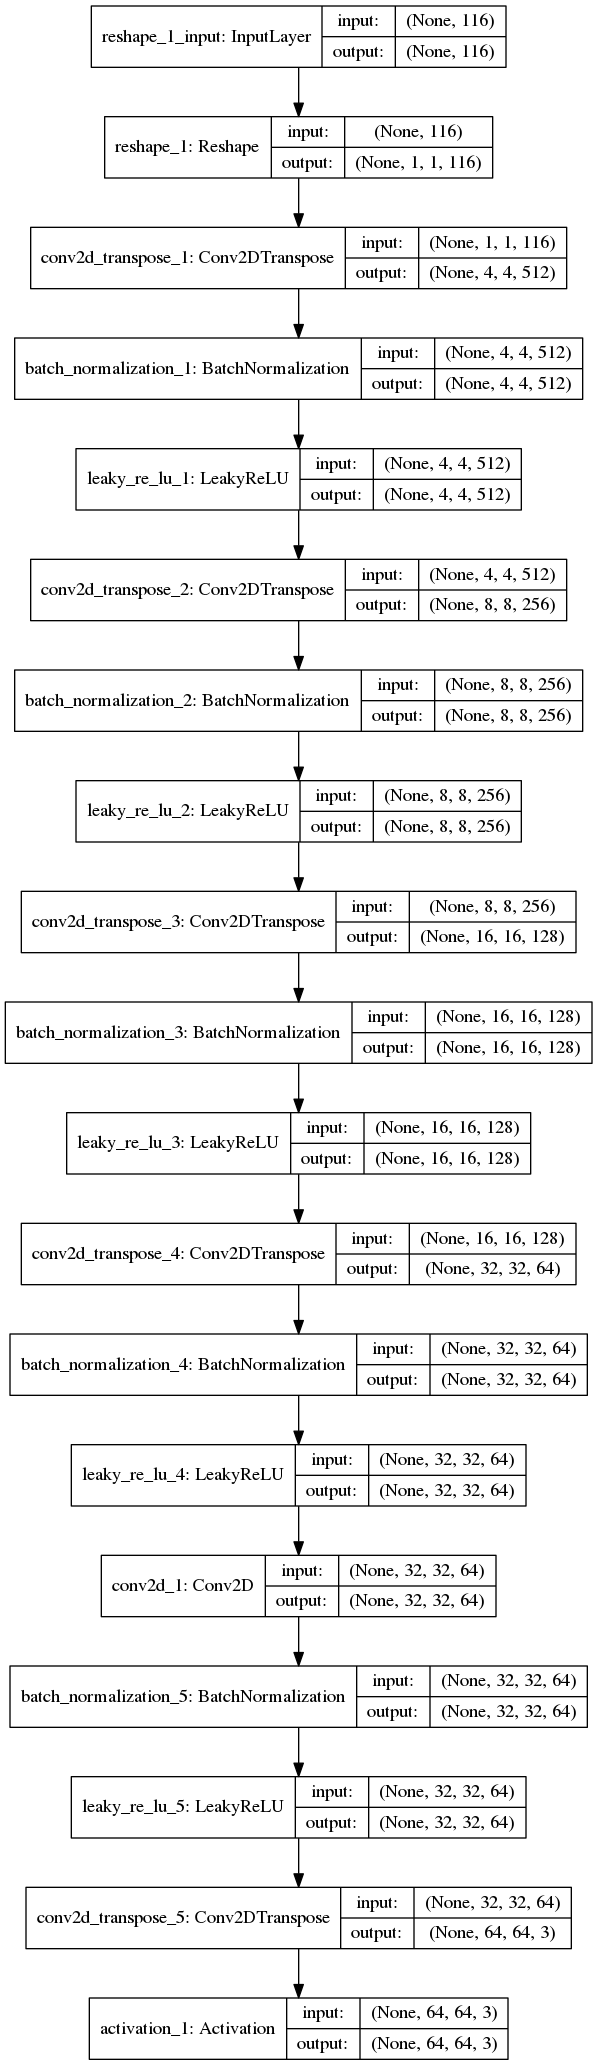 reshape_1_input: InputLayer
input: (None, 116)
output: (None, 116)
reshape_1: Reshape
input: (None, 116)
output: (None, 1, 1, 116)
conv2d_transpose_1: Conv2DTranspose
input: (None, 1, 1, 116)
output: (None, 4, 4, 512)
batch_normalization_1: BatchNormalization
input: (None, 4, 4, 512)
output: (None, 4, 4, 512)
leaky_re_lu_1: LeakyReLU
input: (None, 4, 4, 512)
output: (None, 4, 4, 512)
conv2d_transpose_2: Conv2DTranspose
input: (None, 4, 4, 512)
output: (None, 8, 8, 256)
batch_normalization_2: BatchNormalization
input: (None, 8, 8, 256)
output: (None, 8, 8, 256)
leaky_re_lu_2: LeakyReLU
input: (None, 8, 8, 256)
output: (None, 8, 8, 256)
conv2d_transpose_3: Conv2DTranspose
input: (None, 8, 8, 256)
output: (None, 16, 16, 128)
batch_normalization_3: BatchNormalization
input: (None, 16, 16, 128)
output: (None, 16, 16, 128)
leaky_re_lu_3: LeakyReLU
input: (None, 16, 16, 128)
output: (None, 16, 16, 128)
conv2d_transpose_4: Conv2DTranspose
input: (None, 16, 16, 128)
output: (None, 32, 32, 64)
batch_normalization_4: BatchNormalization
input: (None, 32, 32, 64)
output: (None, 32, 32, 64)
leaky_re_lu_4: LeakyReLU
input: (None, 32, 32, 64)
output: (None, 32, 32, 64)
conv2d_1: Conv2D
input: (None, 32, 32, 64)
output: (None, 32, 32, 64)
batch_normalization_5: BatchNormalization
input: (None, 32, 32, 64)
output: (None, 32, 32, 64)
leaky_re_lu_5: LeakyReLU
input: (None, 32, 32, 64)
output: (None, 32, 32, 64)
conv2d_transpose_5: Conv2DTranspose
input: (None, 32, 32, 64)
output: (None, 64, 64, 3)
activation_1: Activation
input: (None, 64, 64, 3)
output: (None, 64, 64, 3)